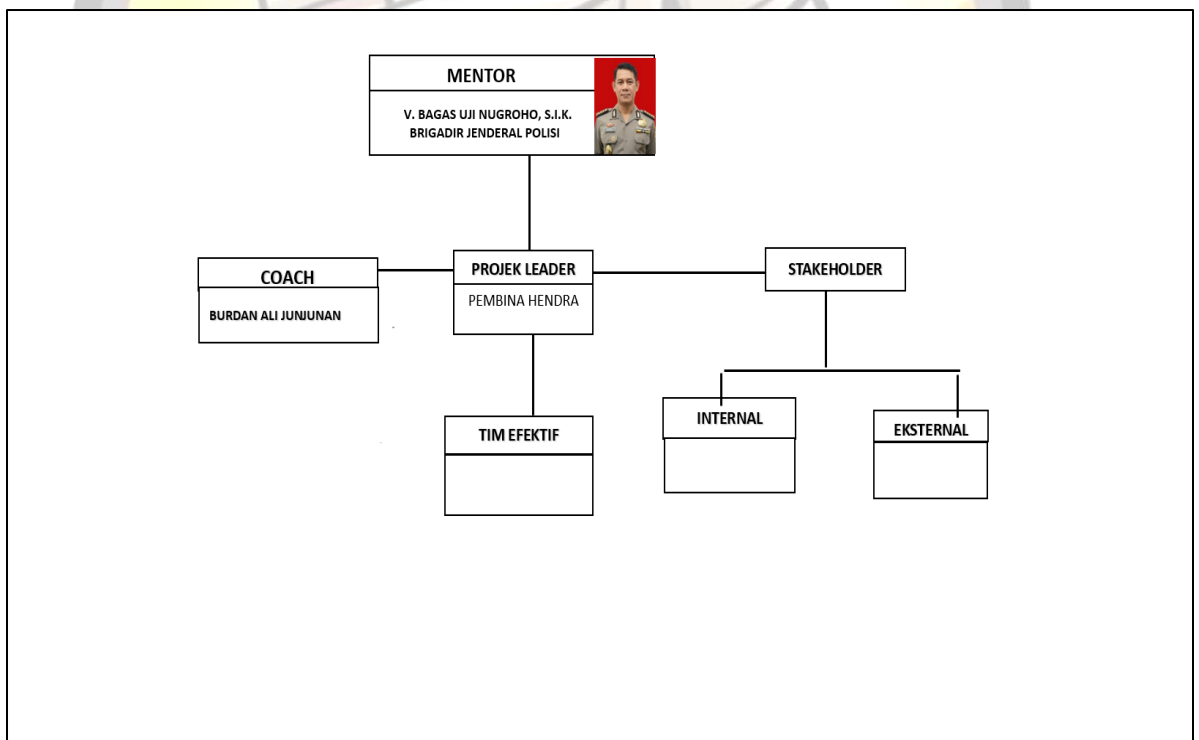 MENTOR
V. BAGAS UJI NUGROHO, S.I.K.
BRIGADIR JENDERAL POLISI
COACH
BURDAN ALI JUNJUNAN
PROJEK LEADER
PEMBINA HENDRA
STAKEHOLDER
TIM EFEKTIF
INTERNAL
EKSTERNAL